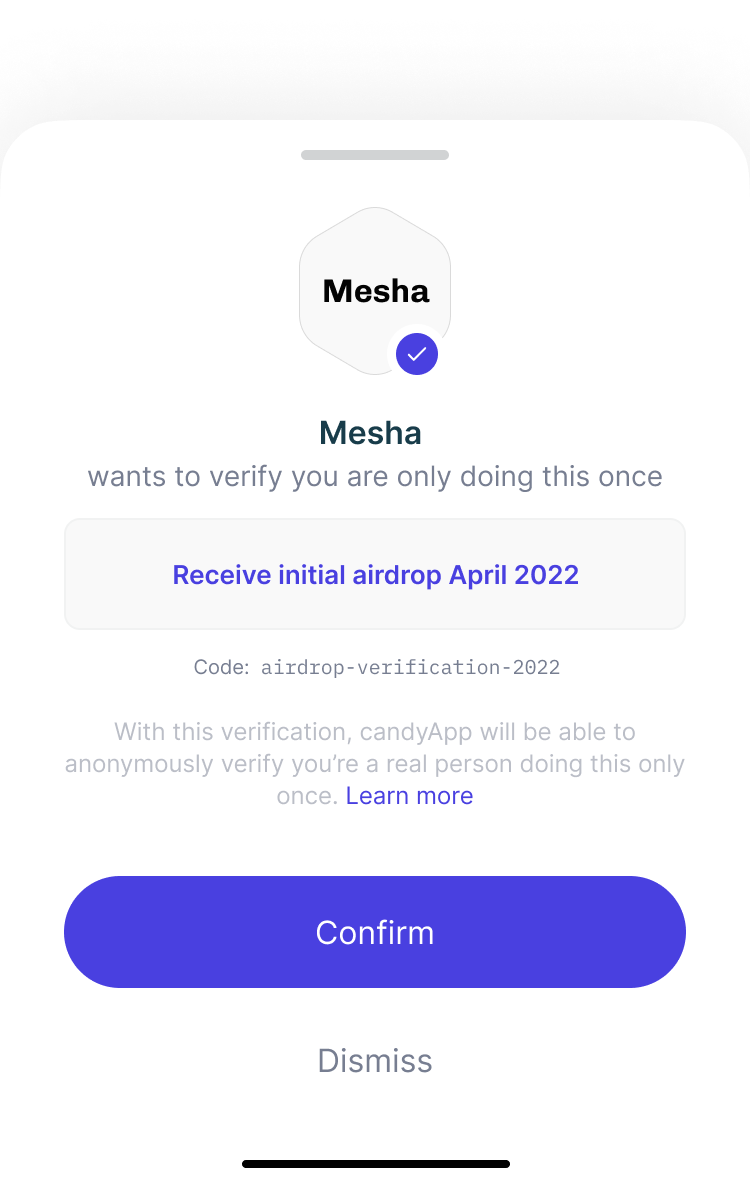 Mesha
Mesha
wants to verify you are only doing this once
Receive initial airdrop April 2022
Code: airdrop-verification-2022
With this verification, candyApp will be able to
anonymously verify you’re a real person doing this only
once. Learn more
Confirm
Dismiss